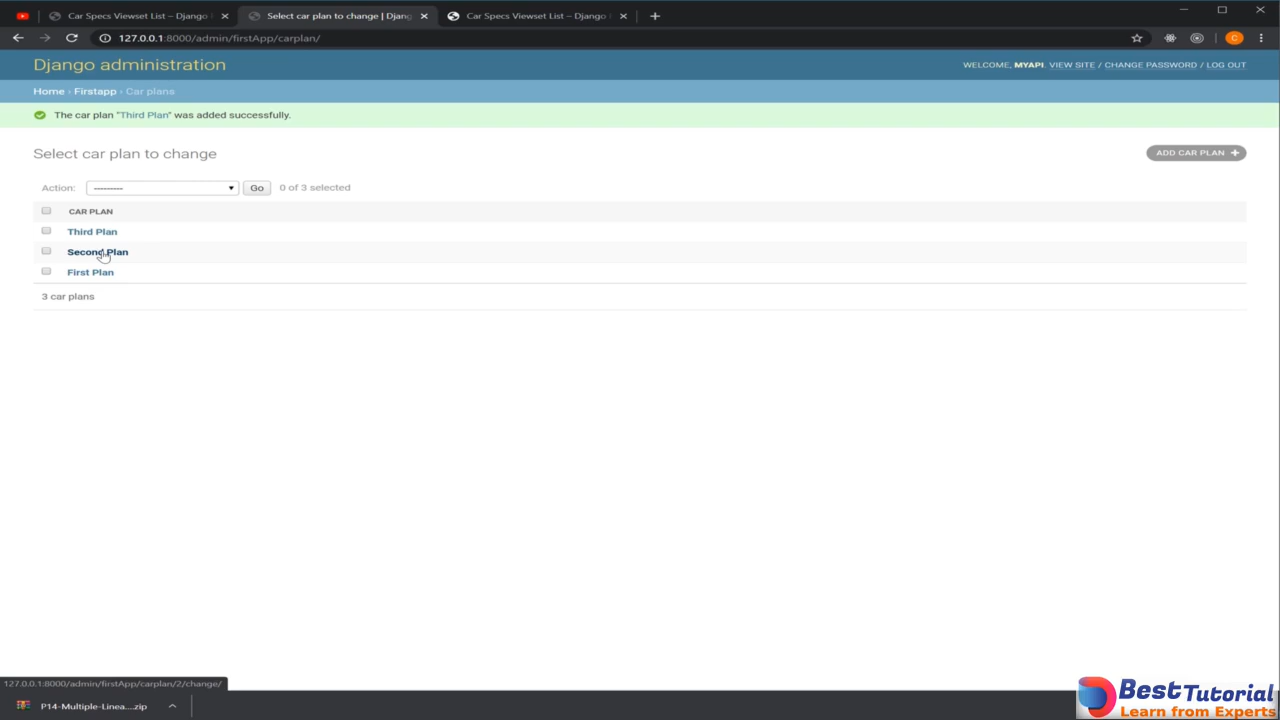 Car Specs Viewset List – Django
Select car plan to change | Djang
Car Specs Viewset List – Django
127.0.0.1:8000/admin/firstApp/carplan/
C
Django administration
WELCOME, MYAPI. VIEW SITE / CHANGE PASSWORD / LOG OUT
Home › Firstapp › Car plans
The car plan "Third Plan" was added successfully.
Select car plan to change
ADD CAR PLAN +
Action: --------- Go 0 of 3 selected
CAR PLAN
Third Plan
Second Plan
First Plan
3 car plans
127.0.0.1:8000/admin/firstApp/carplan/2/change/
P14-Multiple-Linea....zip
BestTutorial
Learn from Experts